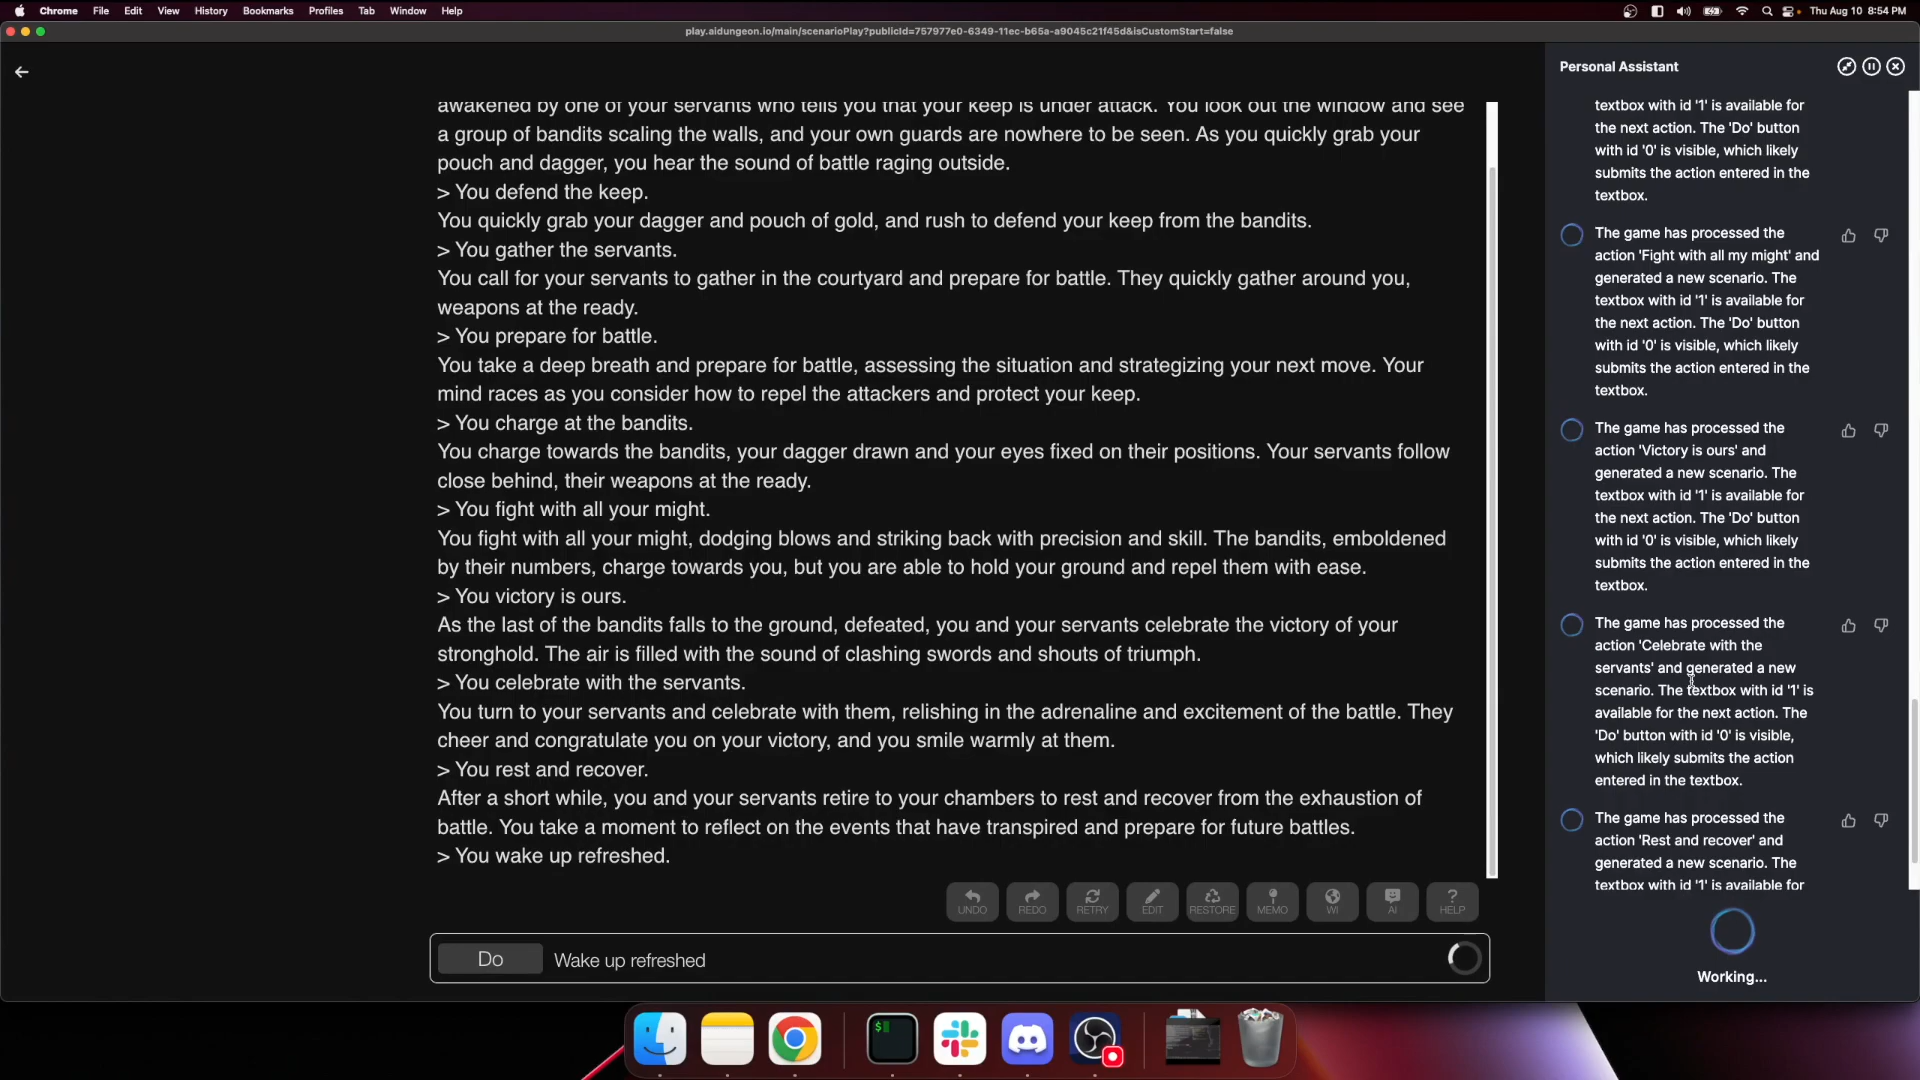 Chrome File Edit View History Bookmarks Profiles Tab Window Help
Thu Aug 10 8:54 PM
play.aidungeon.io/main/scenarioPlay?publicId=757977e0-6349-11ec-b65a-a9045c21f45d&isCustomStart=false
awakened by one of your servants who tells you that your keep is under attack. You look out the window and see
a group of bandits scaling the walls, and your own guards are nowhere to be seen. As you quickly grab your
pouch and dagger, you hear the sound of battle raging outside.
> You defend the keep.
You quickly grab your dagger and pouch of gold, and rush to defend your keep from the bandits.
> You gather the servants.
You call for your servants to gather in the courtyard and prepare for battle. They quickly gather around you,
weapons at the ready.
> You prepare for battle.
You take a deep breath and prepare for battle, assessing the situation and strategizing your next move. Your
mind races as you consider how to repel the attackers and protect your keep.
> You charge at the bandits.
You charge towards the bandits, your dagger drawn and your eyes fixed on their positions. Your servants follow
close behind, their weapons at the ready.
> You fight with all your might.
You fight with all your might, dodging blows and striking back with precision and skill. The bandits, emboldened
by their numbers, charge towards you, but you are able to hold your ground and repel them with ease.
> You victory is ours.
As the last of the bandits falls to the ground, defeated, you and your servants celebrate the victory of your
stronghold. The air is filled with the sound of clashing swords and shouts of triumph.
> You celebrate with the servants.
You turn to your servants and celebrate with them, relishing in the adrenaline and excitement of the battle. They
cheer and congratulate you on your victory, and you smile warmly at them.
> You rest and recover.
After a short while, you and your servants retire to your chambers to rest and recover from the exhaustion of
battle. You take a moment to reflect on the events that have transpired and prepare for future battles.
> You wake up refreshed.
UNDO REDO RETRY EDIT RESTORE MEMO WI AI HELP
Do Wake up refreshed
Personal Assistant
textbox with id '1' is available for
the next action. The 'Do' button
with id '0' is visible, which likely
submits the action entered in the
textbox.
The game has processed the
action 'Fight with all my might' and
generated a new scenario. The
textbox with id '1' is available for
the next action. The 'Do' button
with id '0' is visible, which likely
submits the action entered in the
textbox.
The game has processed the
action 'Victory is ours' and
generated a new scenario. The
textbox with id '1' is available for
the next action. The 'Do' button
with id '0' is visible, which likely
submits the action entered in the
textbox.
The game has processed the
action 'Celebrate with the
servants' and generated a new
scenario. The textbox with id '1' is
available for the next action. The
'Do' button with id '0' is visible,
which likely submits the action
entered in the textbox.
The game has processed the
action 'Rest and recover' and
generated a new scenario. The
textbox with id '1' is available for
Working...